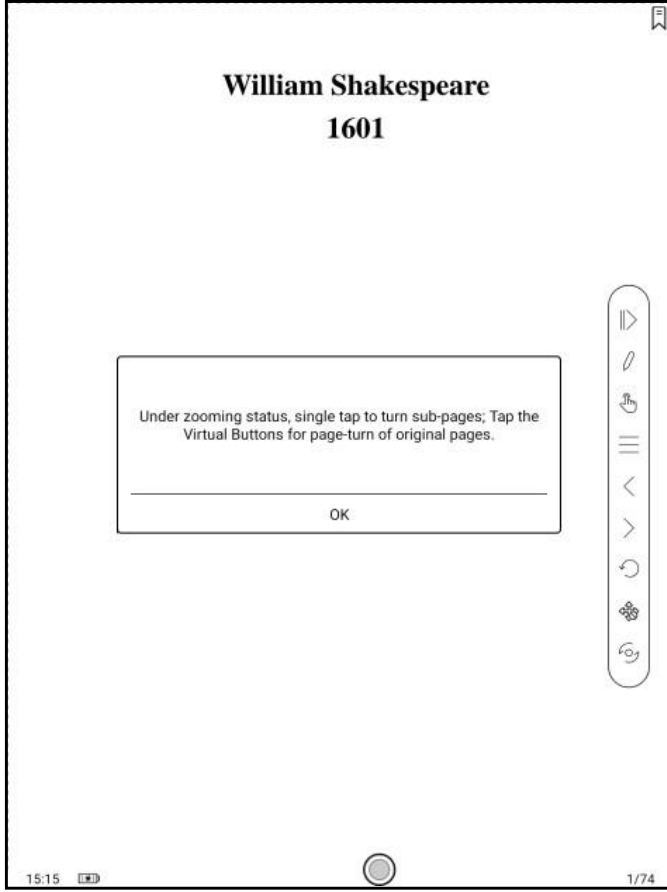 William Shakespeare
1601
Under zooming status, single tap to turn sub-pages; Tap the
Virtual Buttons for page-turn of original pages.
OK
15:15
1/74